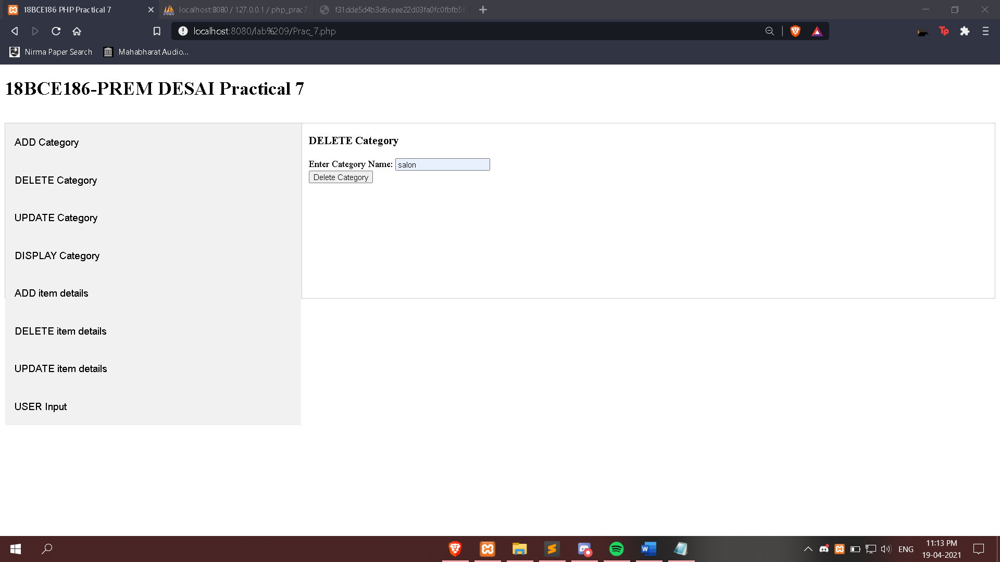 18BCE186 PHP Practical 7
localhost:8080 / 127.0.0.1 / php_prac7
f31dde5d4b3d6ceee22d03fa0fc0fbfb5f
localhost:8080/lab%209/Prac_7.php
Nirma Paper Search
Mahabharat Audio...
18BCE186-PREM DESAI Practical 7
ADD Category
DELETE Category
UPDATE Category
DISPLAY Category
ADD item details
DELETE item details
UPDATE item details
USER Input
DELETE Category
Enter Category Name: salon
Delete Category
ENG
11:13 PM
19-04-2021